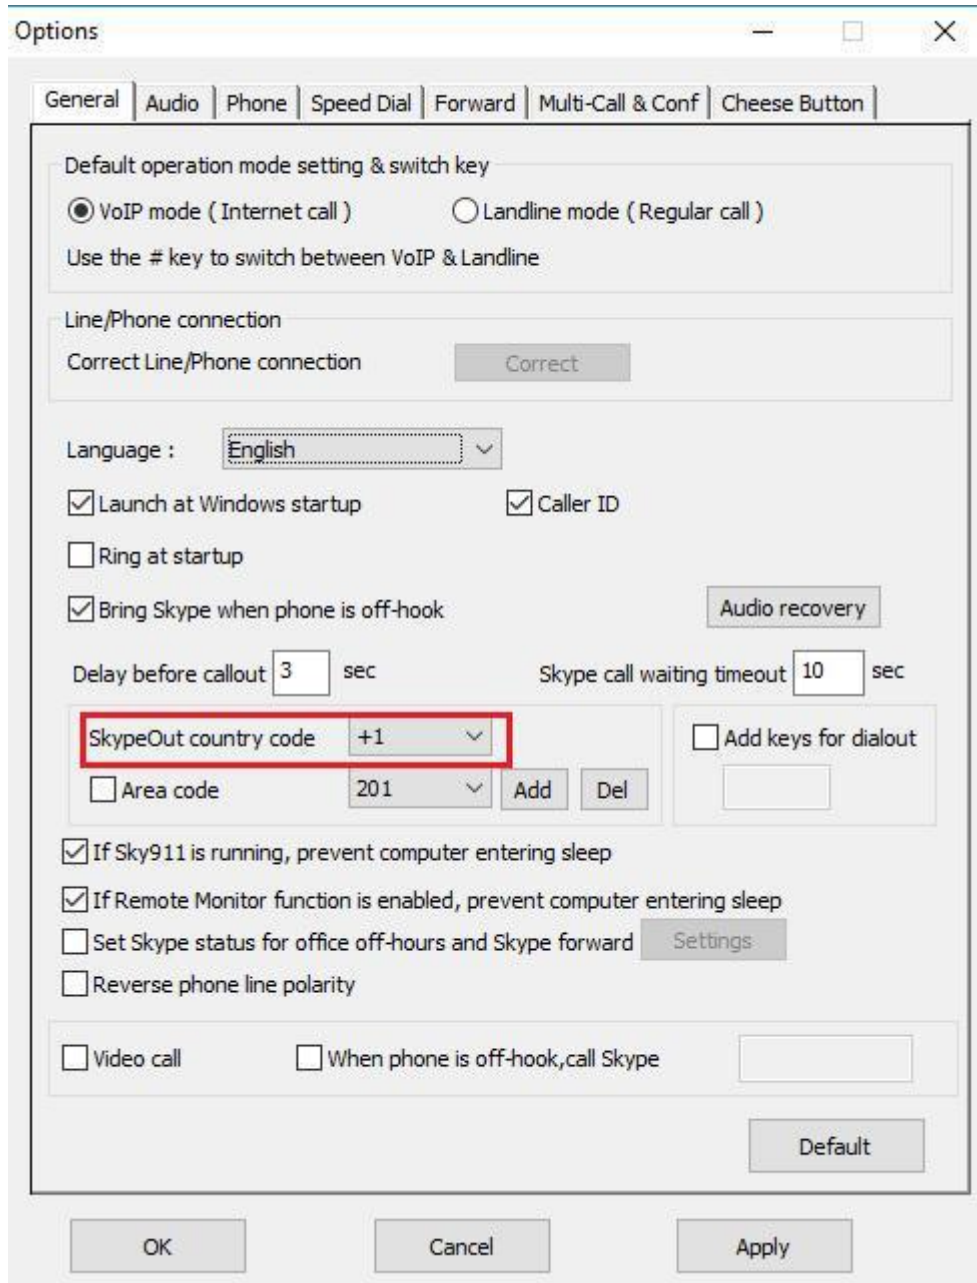 Options
General Audio Phone Speed Dial Forward Multi-Call & Conf Cheese Button
Default operation mode setting & switch key
VoIP mode ( Internet call ) Landline mode ( Regular call )
Use the # key to switch between VoIP & Landline
Line/Phone connection
Correct Line/Phone connection Correct
Language : English
Launch at Windows startup Caller ID
Ring at startup
Bring Skype when phone is off-hook Audio recovery
Delay before callout 3 sec Skype call waiting timeout 10 sec
SkypeOut country code +1 Add keys for dialout
Area code 201 Add Del
If Sky911 is running, prevent computer entering sleep
If Remote Monitor function is enabled, prevent computer entering sleep
Set Skype status for office off-hours and Skype forward Settings
Reverse phone line polarity
Video call When phone is off-hook,call Skype
Default
OK Cancel Apply